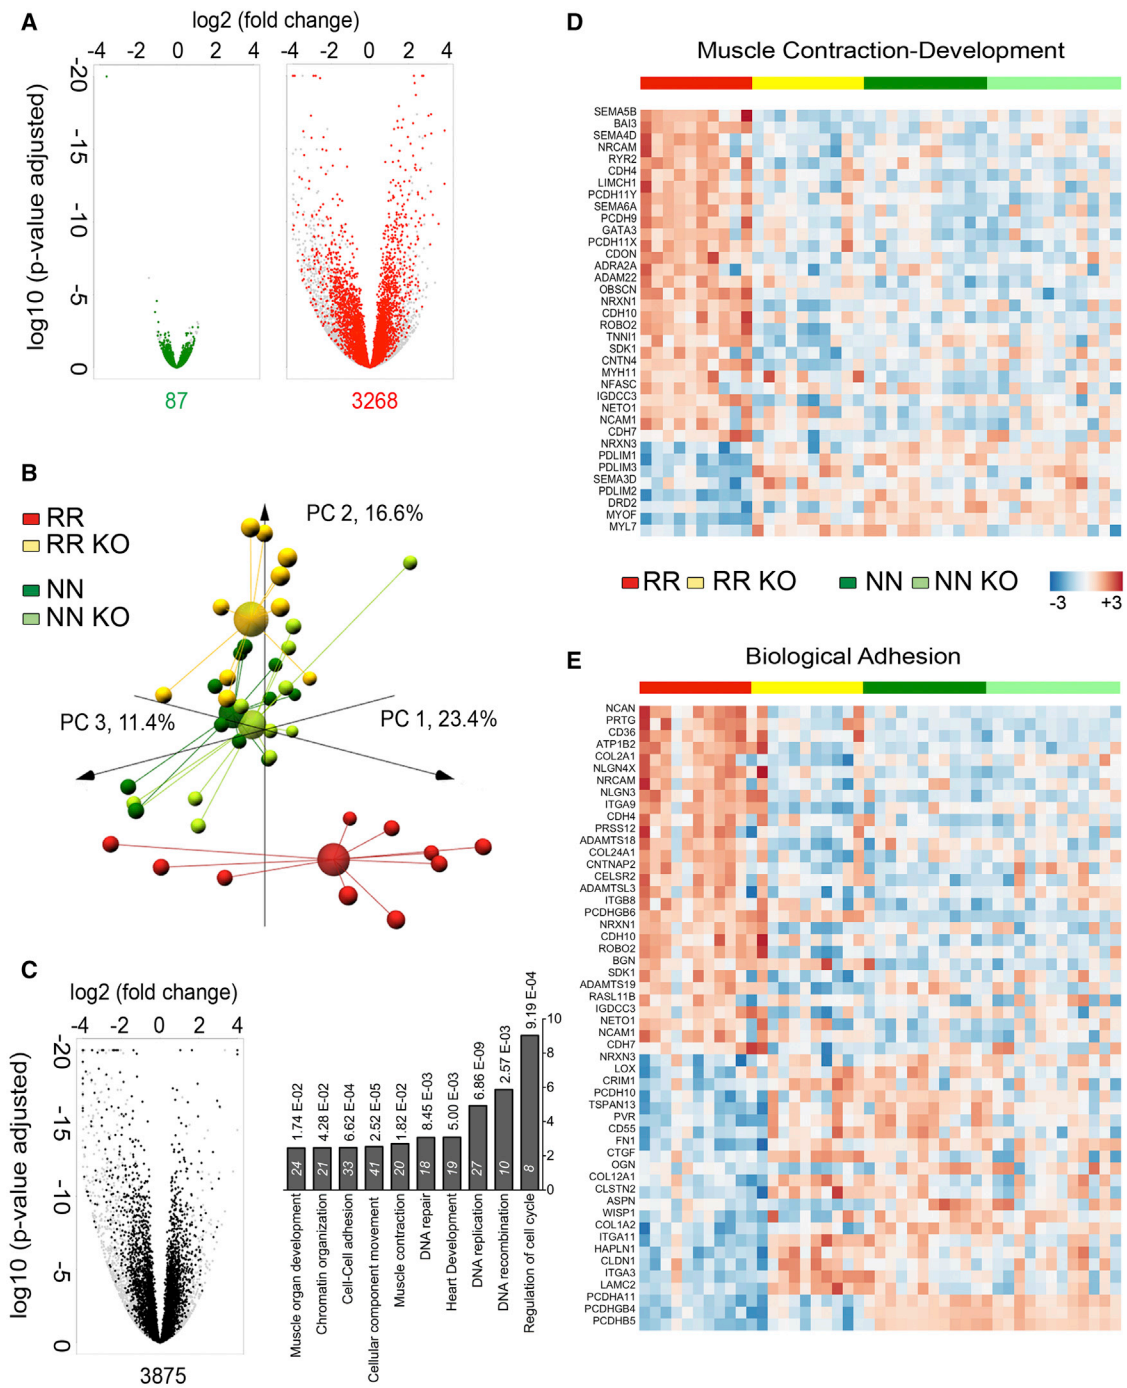 A
log2 (fold change)
-4 -2 0 2 4
-4 -2 0 2 4
log10 (p-value adjusted)
-20
-15
-10
-5
0
87
3268
B
RR
RR KO
NN
NN KO
PC 2, 16.6%
PC 3, 11.4%
PC 1, 23.4%
C
log2 (fold change)
-4 -2 0 2 4
log10 (p-value adjusted)
-20
-15
-10
-5
0
3875
1.74 E-02
4.28 E-02
6.62 E-04
2.52 E-05
1.82 E-02
8.45 E-03
5.00 E-03
6.86 E-09
2.57 E-03
9.19 E-04
10
8
6
4
2
0
24
21
33
41
20
18
19
27
10
8
Muscle organ development
Chromatin organization
Cell-Cell adhesion
Cellular component movement
Muscle contraction
DNA repair
Heart Development
DNA replication
DNA recombination
Regulation of cell cycle
D
Muscle Contraction-Development
SEMA5B
BAI3
SEMA4D
NRCAM
RYR2
CDH4
LIMCH1
PCDH11Y
SEMA6A
PCDH9
GATA3
PCDH11X
CDON
ADRA2A
ADAM22
OBSCN
NRXN1
CDH10
ROBO2
TNNI1
SDK1
CNTN4
MYH11
NFASC
IGDCC3
NETO1
NCAM1
CDH7
NRXN3
PDLIM1
PDLIM3
SEMA3D
PDLIM2
DRD2
MYOF
MYL7
RR RR KO NN NN KO
-3 +3
E
Biological Adhesion
NCAN
PRTG
CD36
ATP1B2
COL2A1
NLGN4X
NRCAM
NLGN3
ITGA9
CDH4
PRSS12
ADAMTS18
COL24A1
CNTNAP2
CELSR2
ADAMTSL3
ITGB8
PCDHGB6
NRXN1
CDH10
ROBO2
BGN
SDK1
ADAMTS19
RASL11B
IGDCC3
NETO1
NCAM1
CDH7
NRXN3
LOX
CRIM1
PCDH10
TSPAN13
PVR
CD55
FN1
CTGF
OGN
COL12A1
CLSTN2
ASPN
WISP1
COL1A2
ITGA11
HAPLN1
CLDN1
ITGA3
LAMC2
PCDHA11
PCDHGB4
PCDHB5